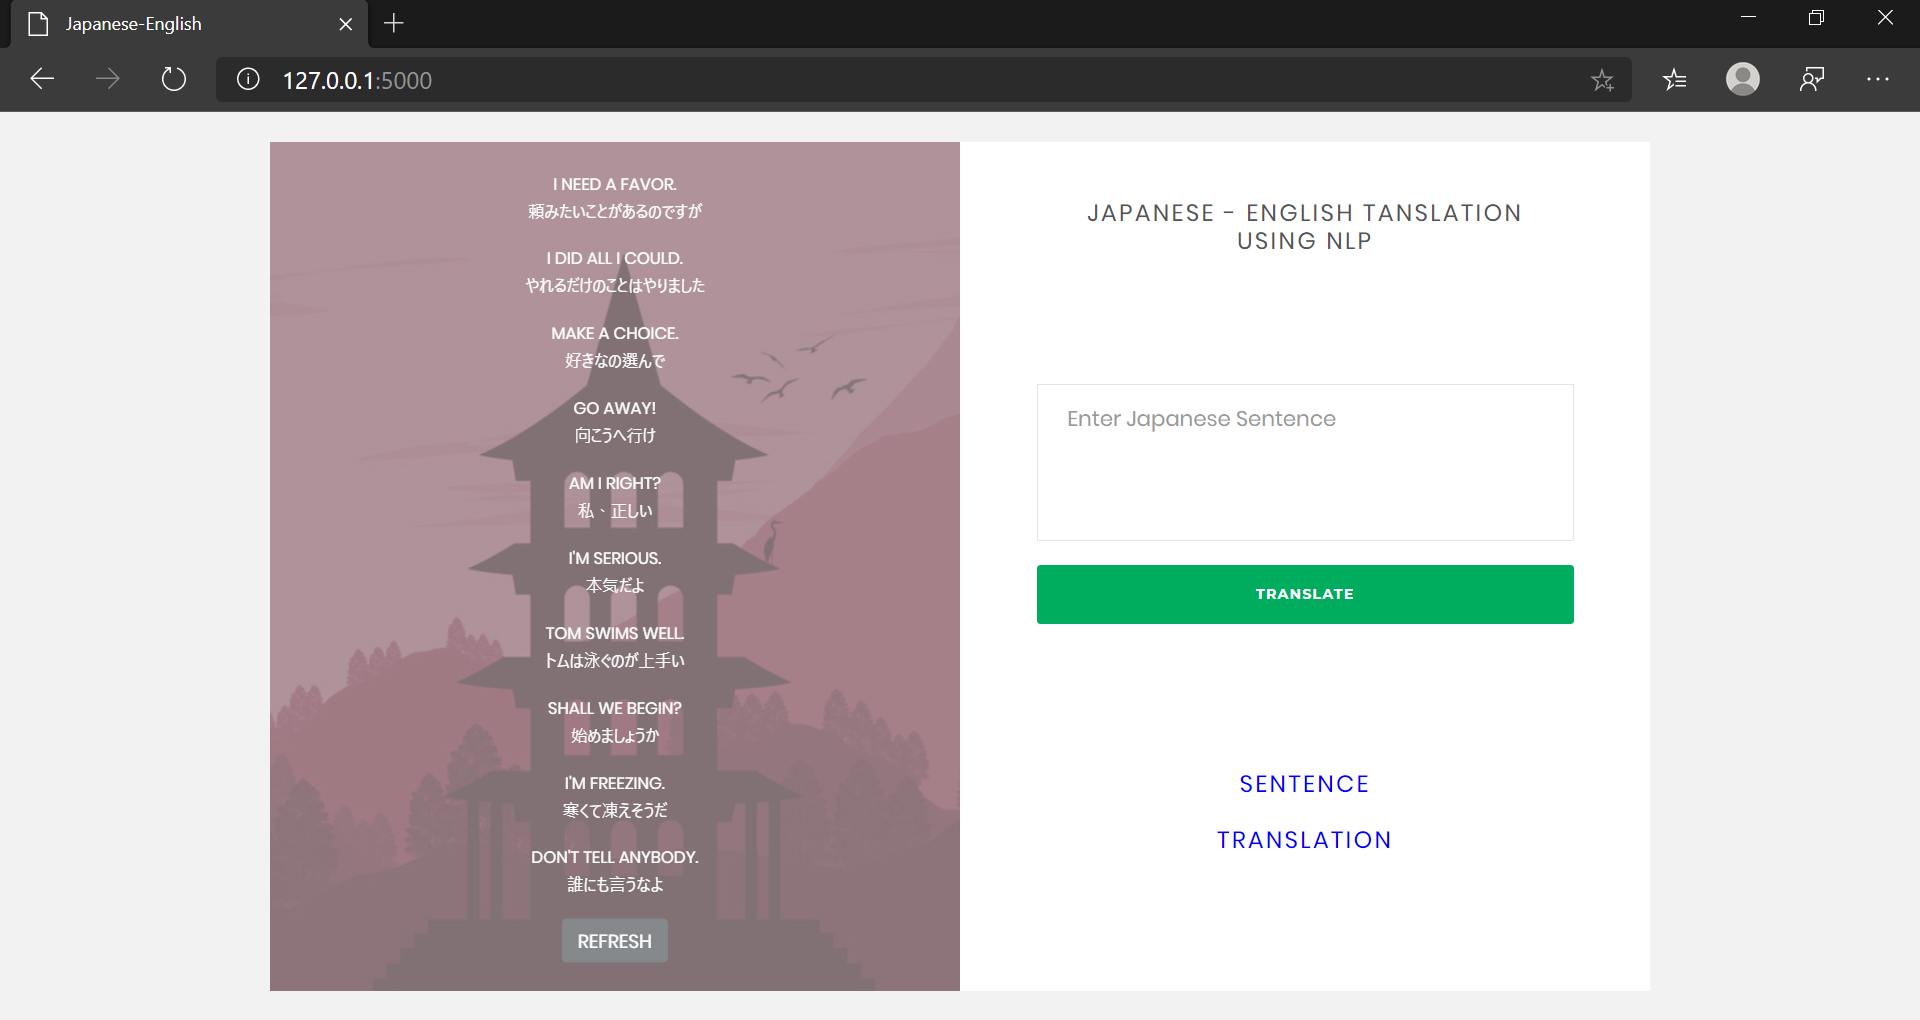 Japanese-English
127.0.0.1:5000
I NEED A FAVOR.
頼みたいことがあるのですが
I DID ALL I COULD.
やれるだけのことはやりました
MAKE A CHOICE.
好きなの選んで
GO AWAY!
向こうへ行け
AM I RIGHT?
私、正しい
I'M SERIOUS.
本気だよ
TOM SWIMS WELL.
トムは泳ぐのが上手い
SHALL WE BEGIN?
始めましょうか
I'M FREEZING.
寒くて凍えそうだ
DON'T TELL ANYBODY.
誰にも言うなよ
REFRESH
JAPANESE - ENGLISH TANSLATION
USING NLP
Enter Japanese Sentence
TRANSLATE
SENTENCE
TRANSLATION